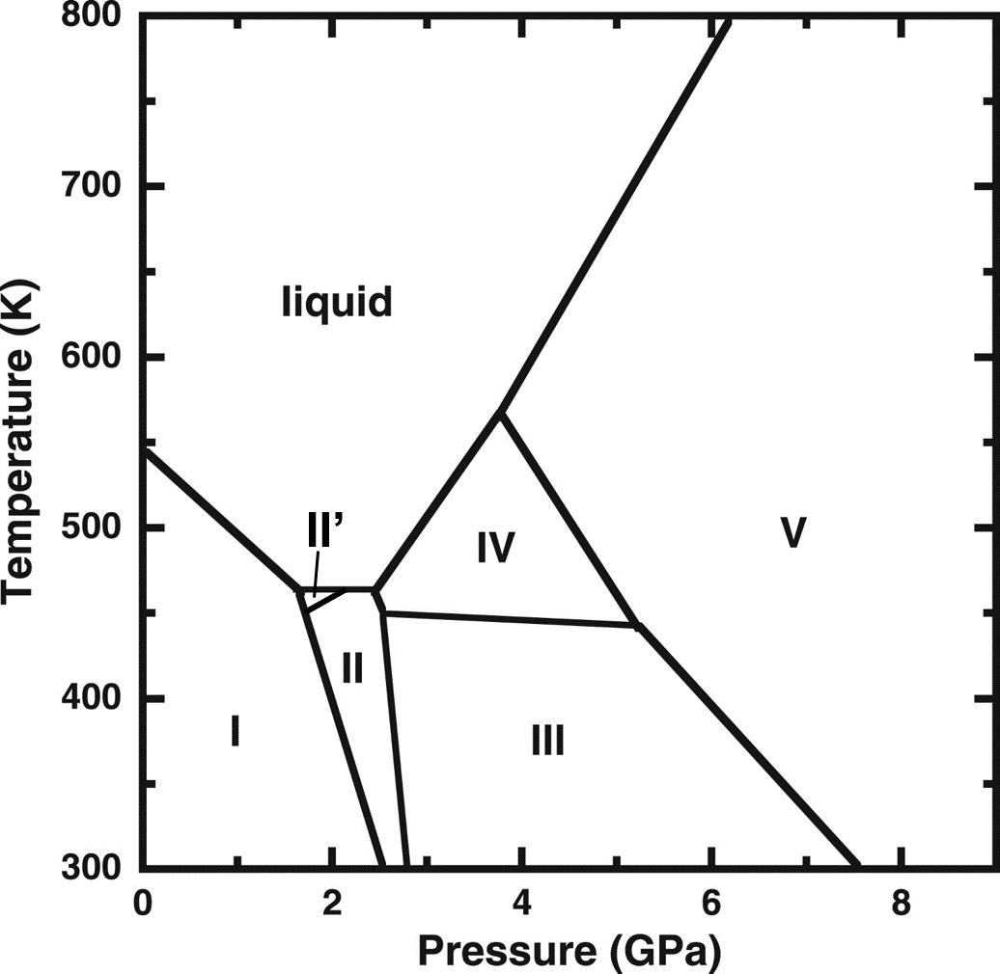 800
700
600
500
400
300
Temperature (K)
liquid
II’
IV
V
II
I
III
0 2 4 6 8
Pressure (GPa)